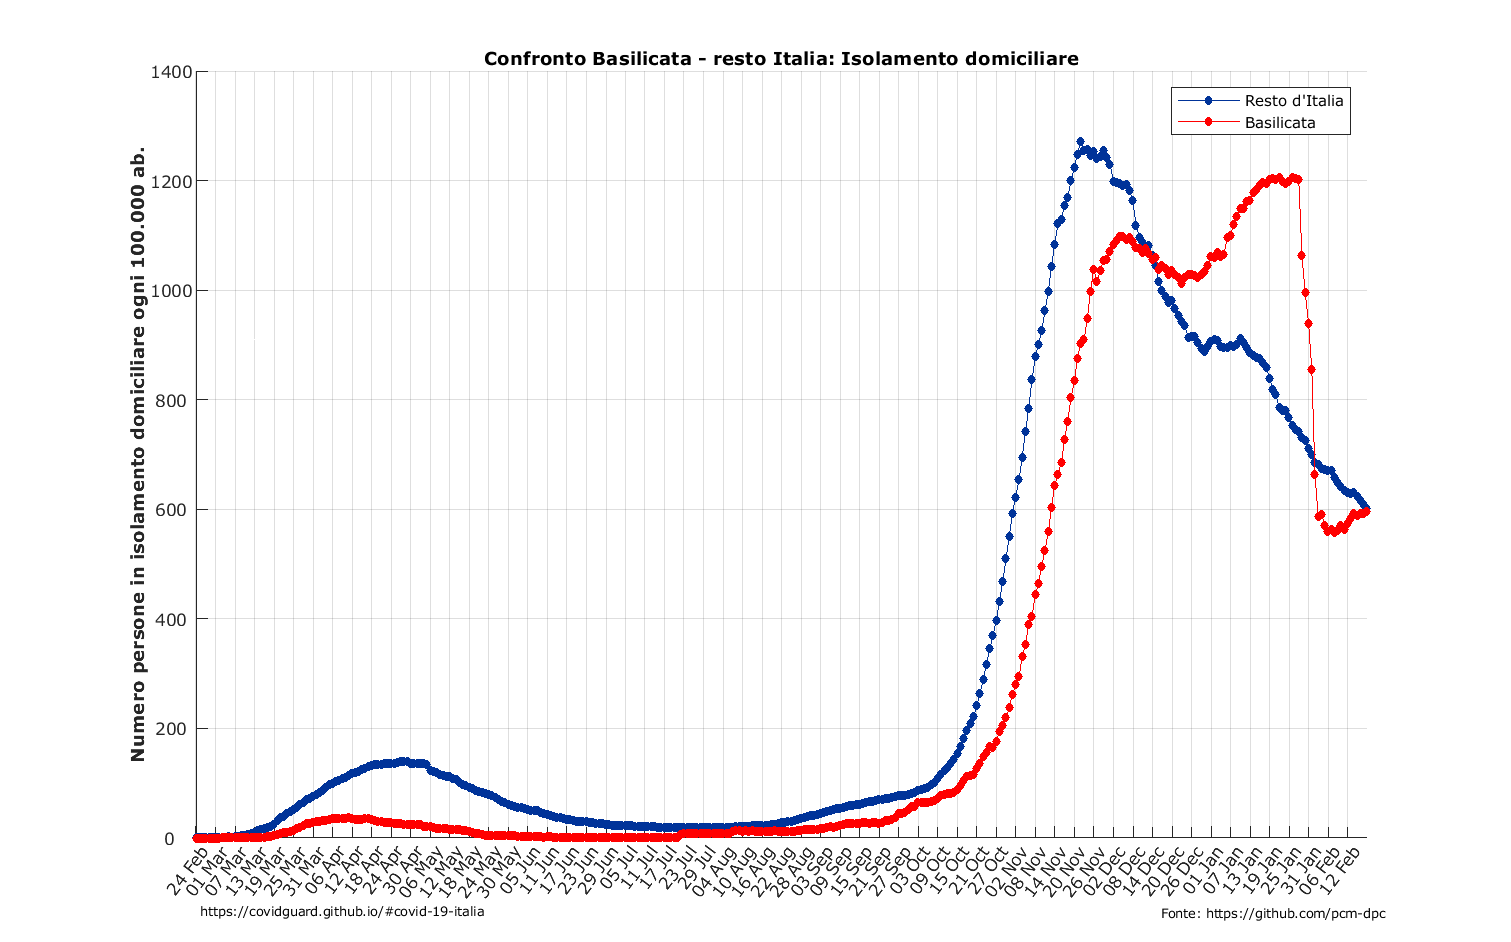 Confronto Basilicata - resto Italia: Isolamento domiciliare
Numero persone in isolamento domiciliare ogni 100.000 ab.
1400
1200
1000
800
600
400
200
0
Resto d'Italia
Basilicata
24 Feb
01 Mar
07 Mar
13 Mar
19 Mar
25 Mar
31 Mar
06 Apr
12 Apr
18 Apr
24 Apr
30 Apr
06 May
12 May
18 May
24 May
30 May
05 Jun
11 Jun
17 Jun
23 Jun
29 Jun
05 Jul
11 Jul
17 Jul
23 Jul
29 Jul
04 Aug
10 Aug
16 Aug
22 Aug
28 Aug
03 Sep
09 Sep
15 Sep
21 Sep
27 Sep
03 Oct
09 Oct
15 Oct
21 Oct
27 Oct
02 Nov
08 Nov
14 Nov
20 Nov
26 Nov
02 Dec
08 Dec
14 Dec
20 Dec
26 Dec
01 Jan
07 Jan
13 Jan
19 Jan
25 Jan
31 Jan
06 Feb
12 Feb
https://covidguard.github.io/#covid-19-italia
Fonte: https://github.com/pcm-dpc